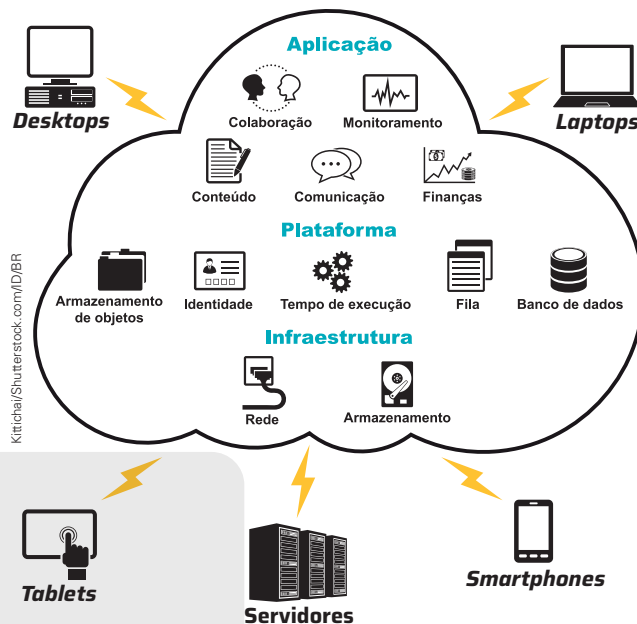 Aplicação
Desktops
Laptops
Colaboração
Monitoramento
Conteúdo
Comunicação
Finanças
Plataforma
Armazenamento
de objetos
Identidade
Tempo de execução
Fila
Banco de dados
Infraestrutura
Rede
Armazenamento
Kittichai/Shutterstock.com/ID/BR
Tablets
Servidores
Smartphones